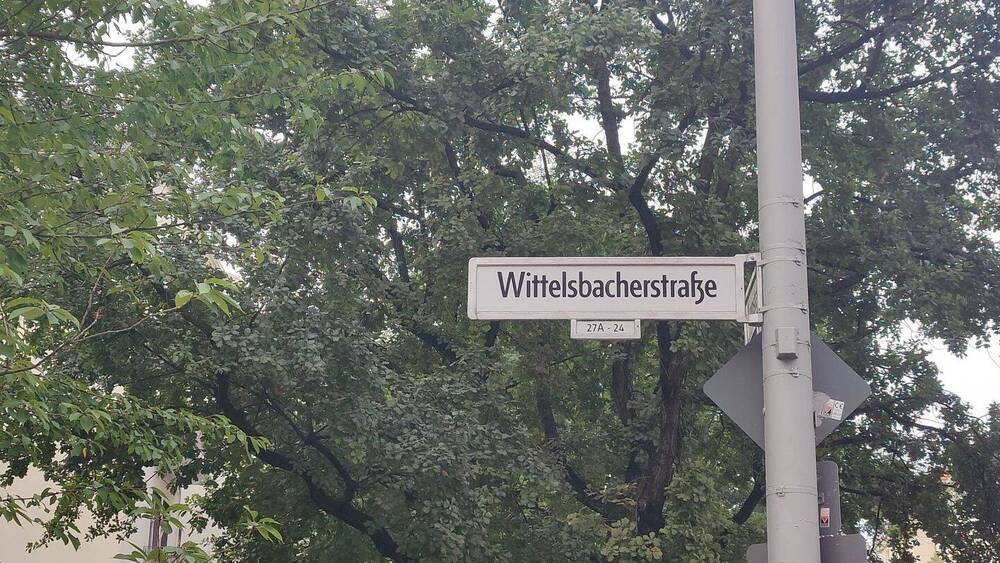 Wittelsbacherstraße
27A - 24